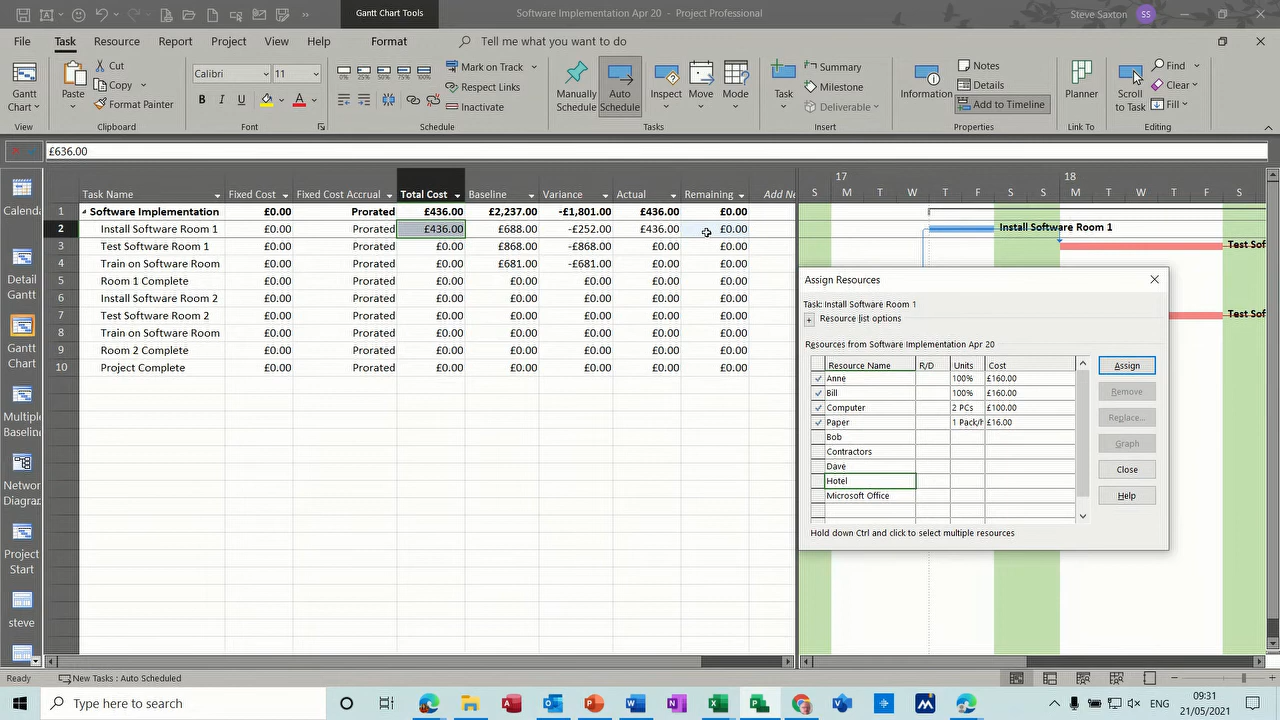 Gantt Chart Tools
Software Implementation Apr 20 - Project Professional
Steve Saxton SS
File Task Resource Report Project View Help Format Tell me what you want to do
Gantt Chart
View
Paste
Cut
Copy
Format Painter
Clipboard
Calibri 11
B I U A
Font
0% 25% 50% 75% 100%
Mark on Track
Respect Links
Inactivate
Schedule
Manually Schedule
Auto Schedule
Inspect
Move
Mode
Tasks
Task
Summary
Milestone
Deliverable
Insert
Information
Notes
Details
Add to Timeline
Properties
Planner
Link To
Scroll to Task
Find
Clear
Fill
Editing
£636.00
Task Name Fixed Cost Fixed Cost Accrual Total Cost Baseline Variance Actual Remaining Add Ne
1 Software Implementation £0.00 Prorated £436.00 £2,237.00 -£1,801.00 £436.00 £0.00
2 Install Software Room 1 £0.00 Prorated £436.00 £688.00 -£252.00 £436.00 £0.00
3 Test Software Room 1 £0.00 Prorated £0.00 £868.00 -£868.00 £0.00 £0.00
4 Train on Software Room £0.00 Prorated £0.00 £681.00 -£681.00 £0.00 £0.00
5 Room 1 Complete £0.00 Prorated £0.00 £0.00 £0.00 £0.00 £0.00
6 Install Software Room 2 £0.00 Prorated £0.00 £0.00 £0.00 £0.00 £0.00
7 Test Software Room 2 £0.00 Prorated £0.00 £0.00 £0.00 £0.00 £0.00
8 Train on Software Room £0.00 Prorated £0.00 £0.00 £0.00 £0.00 £0.00
9 Room 2 Complete £0.00 Prorated £0.00 £0.00 £0.00 £0.00 £0.00
10 Project Complete £0.00 Prorated £0.00 £0.00 £0.00 £0.00 £0.00
Calenda
Detail Gantt
Gantt Chart
Multiple Baselin
Network Diagra
Project Start
steve
17 18
S M T W T F S S M T W T F S
Install Software Room 1
Test Sof
Test Sof
Assign Resources
Task: Install Software Room 1
+ Resource list options
Resources from Software Implementation Apr 20
Resource Name R/D Units Cost
Anne 100% £160.00
Bill 100% £160.00
Computer 2 PCs £100.00
Paper 1 Pack/h £16.00
Bob
Contractors
Dave
Hotel
Microsoft Office
Assign
Remove
Replace...
Graph
Close
Help
Hold down Ctrl and click to select multiple resources
Ready New Tasks : Auto Scheduled
Type here to search
ENG
09:31
21/05/2021